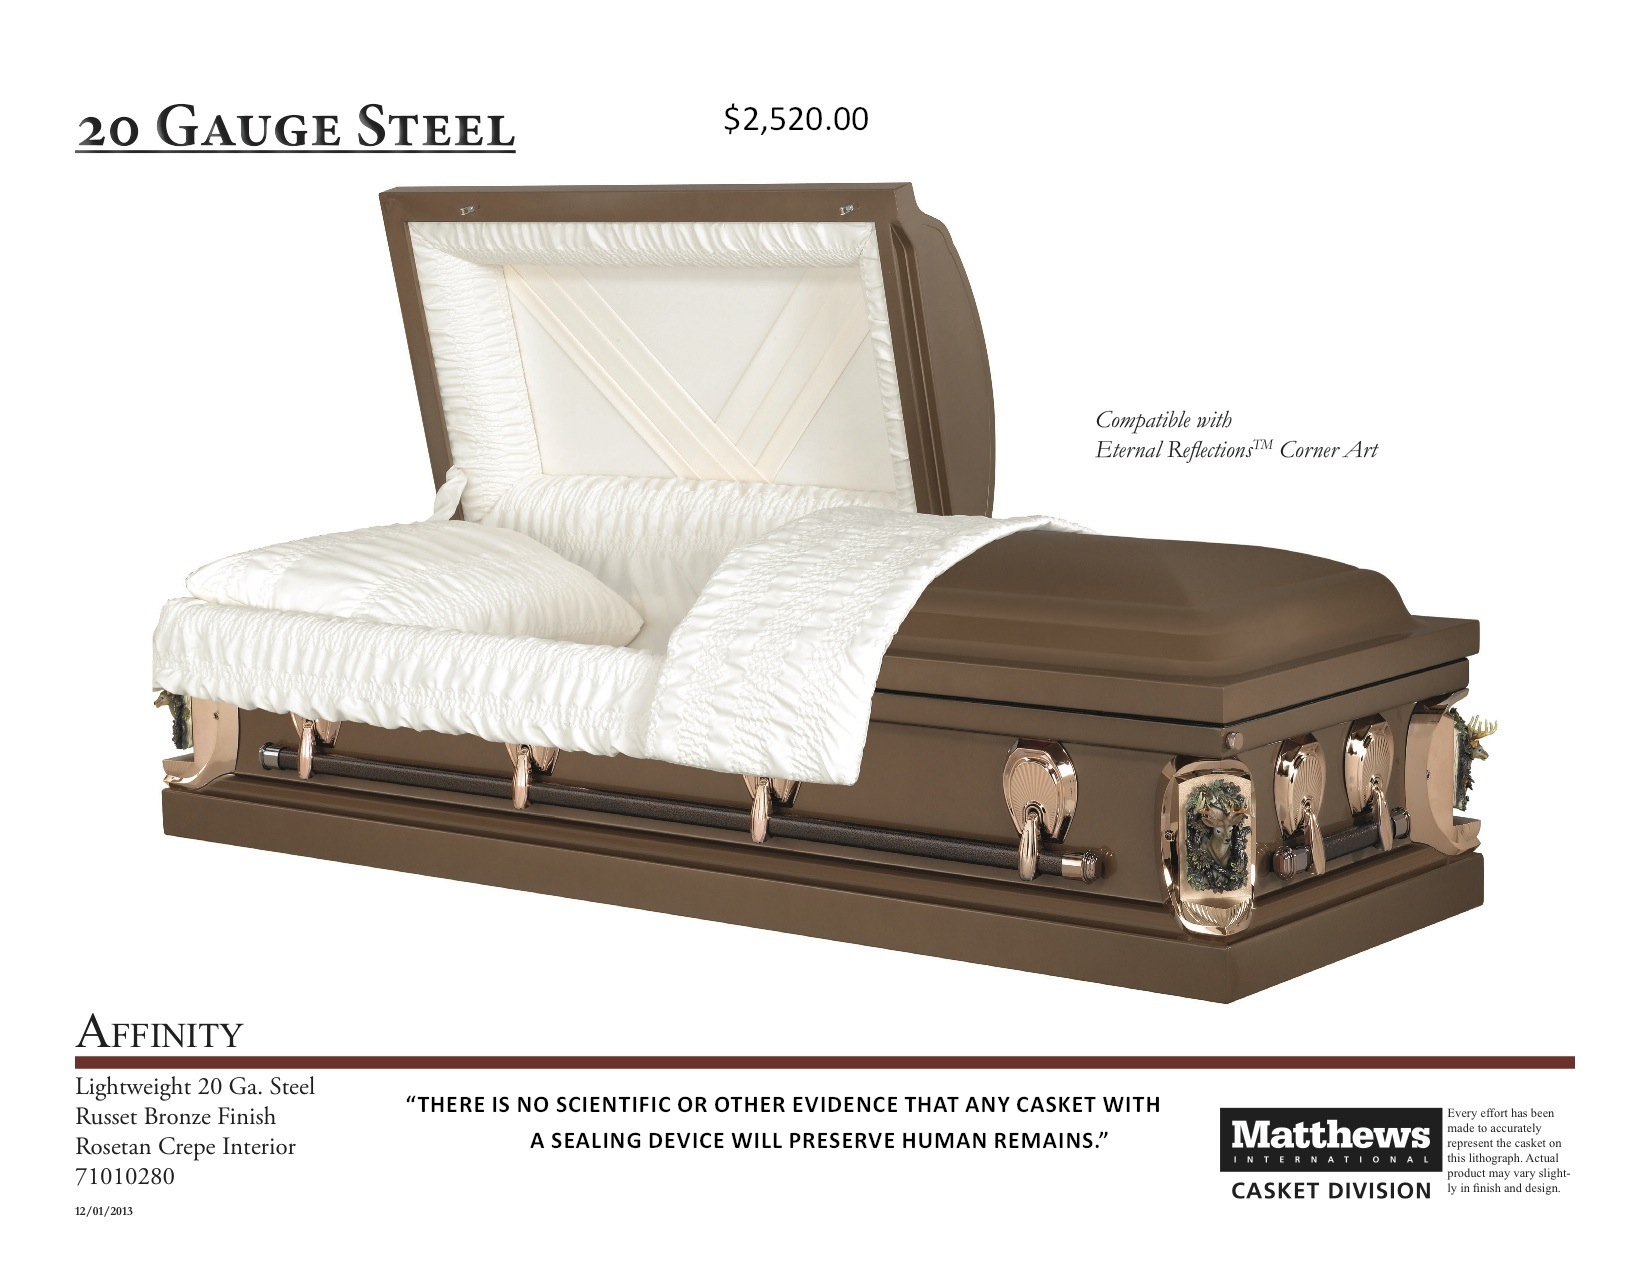 20 Gauge Steel
$2,520.00
Compatible with
Eternal Reflections™ Corner Art
Affinity
Lightweight 20 Ga. Steel
Russet Bronze Finish
Rosetan Crepe Interior
71010280
12/01/2013
“THERE IS NO SCIENTIFIC OR OTHER EVIDENCE THAT ANY CASKET WITH
A SEALING DEVICE WILL PRESERVE HUMAN REMAINS.”
Matthews
INTERNATIONAL
CASKET DIVISION
Every effort has been
made to accurately
represent the casket on
this lithograph. Actual
product may vary slight-
ly in finish and design.